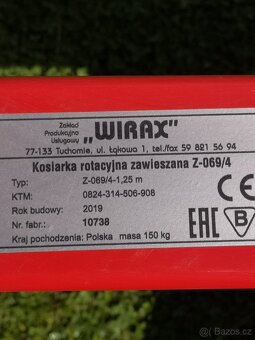 Zakład
Produkcyjno
Usługowy
„WIRAX”
77-133 Tuchomie, ul. Łąkowa 1, tel./fax 59 821 56 94
Kosiarka rotacyjna zawieszana Z-069/4
Typ: Z-069/4-1,25 m
KTM: 0824-314-506-908
Rok budowy: 2019
Nr. fabr.: 10738
Kraj pochodzenia: Polska masa 150 kg
CE
EAC
B
Bazos.cz